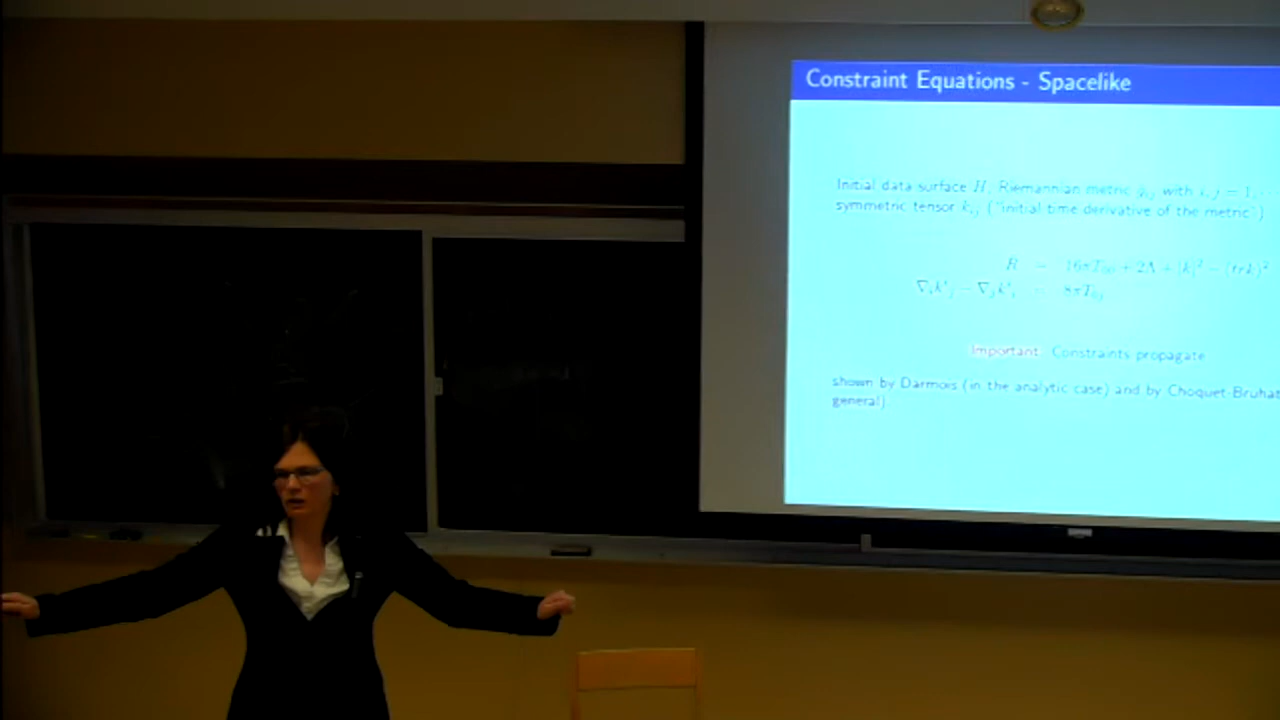 Constraint Equations - Spacelike
Initial data surface H, Riemannian metric g_ij with i, j = 1, ...
symmetric tensor k_ij ("initial time derivative of the metric")
R = 16πT_00 + 2Λ + |k|² - (trk)²
∇_i k^i_j - ∇_j k^i_i = 8πT_0j
Important: Constraints propagate
shown by Darmois (in the analytic case) and by Choquet-Bruhat
general)